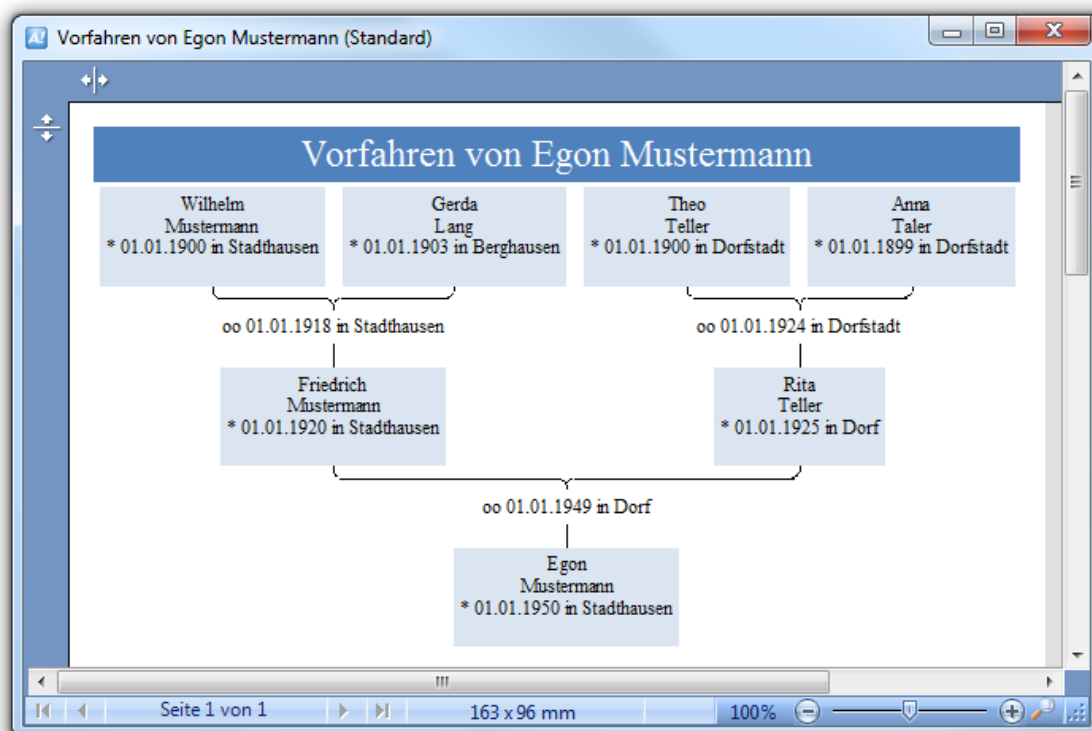 Vorfahren von Egon Mustermann (Standard)
Vorfahren von Egon Mustermann
Wilhelm
Mustermann
* 01.01.1900 in Stadthausen
Gerda
Lang
* 01.01.1903 in Berghausen
Theo
Teller
* 01.01.1900 in Dorfstadt
Anna
Taler
* 01.01.1899 in Dorfstadt
oo 01.01.1918 in Stadthausen
oo 01.01.1924 in Dorfstadt
Friedrich
Mustermann
* 01.01.1920 in Stadthausen
Rita
Teller
* 01.01.1925 in Dorf
oo 01.01.1949 in Dorf
Egon
Mustermann
* 01.01.1950 in Stadthausen
Seite 1 von 1
163 x 96 mm
100%